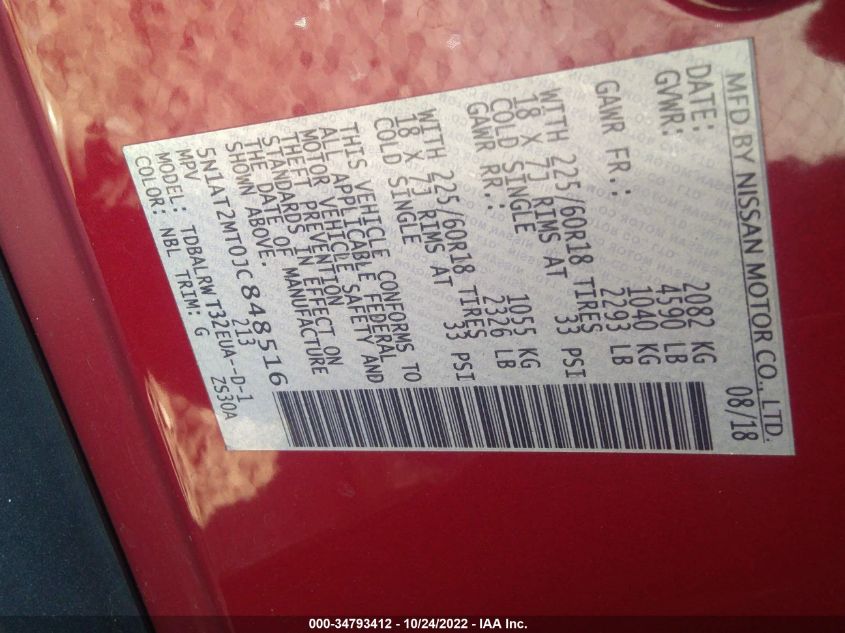 MFD BY NISSAN MOTOR CO., LTD.
DATE: 08/18
GVWR: 2082 KG
4590 LB
GAWR FR.: 1040 KG
2293 LB
WITH 225/60R18 TIRES
18 X 7J RIMS AT 33 PSI
COLD SINGLE
GAWR RR.: 1055 KG
2326 LB
WITH 225/60R18 TIRES
18 X 7J RIMS AT 33 PSI
COLD SINGLE
THIS VEHICLE CONFORMS TO
ALL APPLICABLE FEDERAL
MOTOR VEHICLE SAFETY AND
THEFT PREVENTION
STANDARDS IN EFFECT ON
THE DATE OF MANUFACTURE
SHOWN ABOVE.
5N1AT2MT0JC848516
MPV 213
MODEL: TDBALRWT32EUA--D-1
COLOR: NBL TRIM: G ZS30A
000-34793412 - 10/24/2022 - IAA Inc.